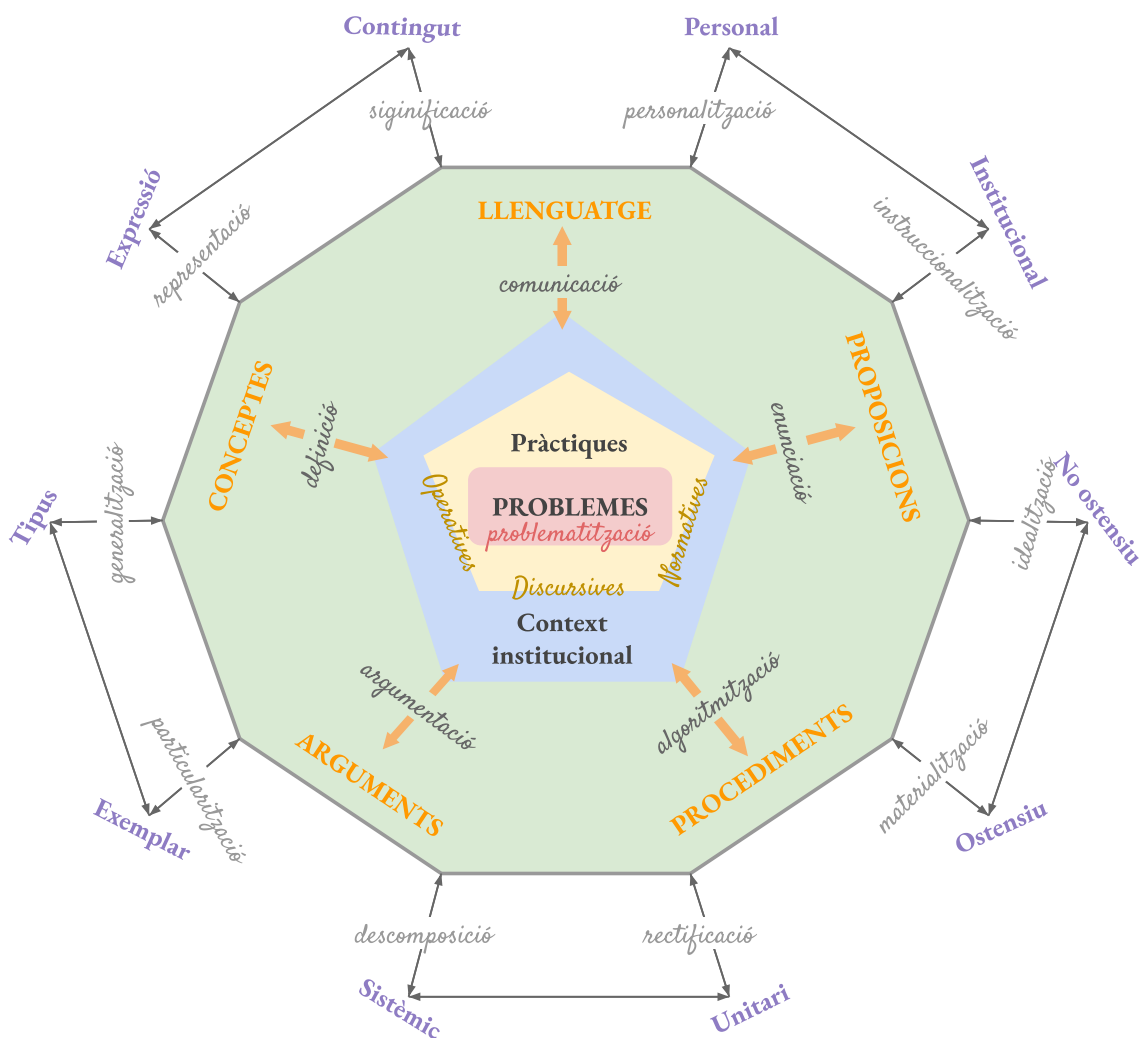 Contingut
Personal
siginificació
personalització
Expressió
Institucional
representació
instruccionalització
LLENGUATGE
comunicació
CONCEPTES
PROPOSICIONS
definició
enunciació
Pràctiques
PROBLEMES
problematització
Operatives
Normatives
Discursives
Context
institucional
Tipus
generalització
idealització
No ostensiu
argumentació
algoritmització
ARGUMENTS
PROCEDIMENTS
particularització
materialització
Exemplar
Ostensiu
descomposició
rectificació
Sistèmic
Unitari